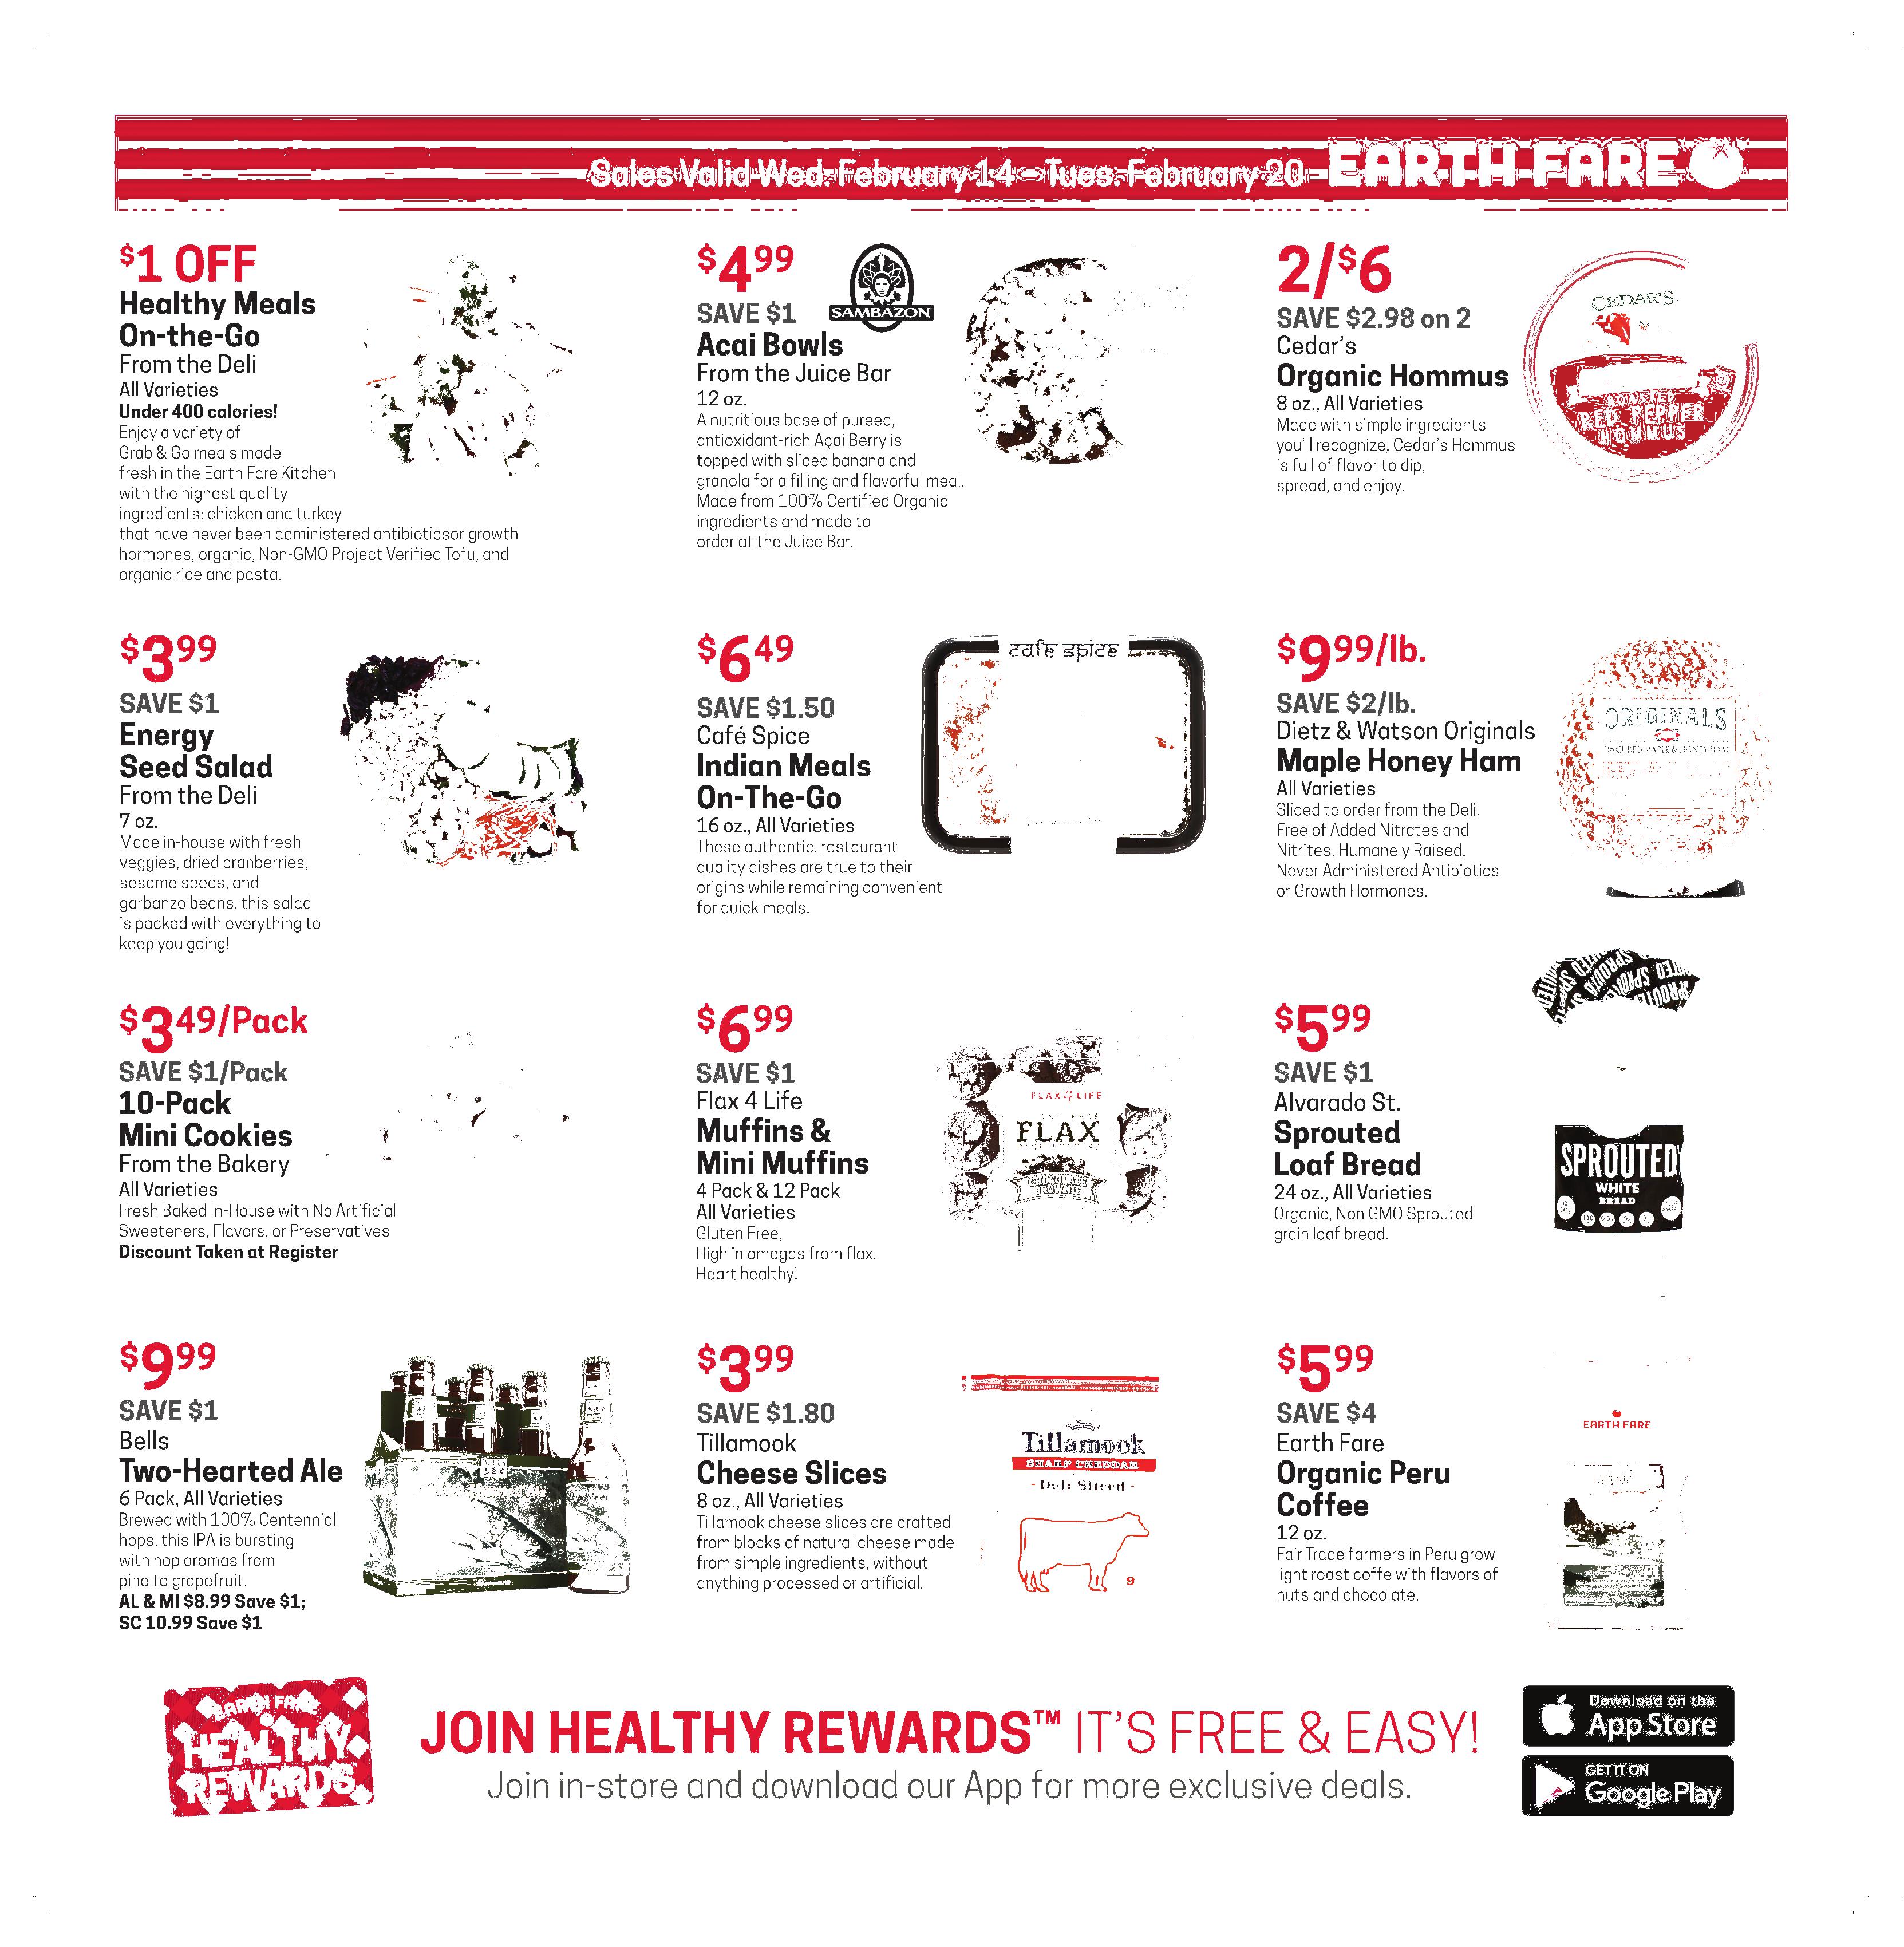 Sales Valid Wed. February 14 - Tues. February 20 EARTH FARE
$1 OFF
Healthy Meals
On-the-Go
From the Deli
All Varieties
Under 400 calories!
Enjoy a variety of
Grab & Go meals made
fresh in the Earth Fare Kitchen
with the highest quality
ingredients: chicken and turkey
that have never been administered antibioticsor growth
hormones, organic, Non-GMO Project Verified Tofu, and
organic rice and pasta.
$4.99
SAVE $1
SAMBAZON
Acai Bowls
From the Juice Bar
12 oz.
A nutritious base of pureed,
antioxidant-rich Açai Berry is
topped with sliced banana and
granola for a filling and flavorful meal.
Made from 100% Certified Organic
ingredients and made to
order at the Juice Bar.
2/$6
SAVE $2.98 on 2
Cedar's
Organic Hommus
8 oz., All Varieties
Made with simple ingredients
you'll recognize, Cedar's Hommus
is full of flavor to dip,
spread, and enjoy.
CEDAR'S
ROASTED
RED PEPPER
HOMMUS
$3.99
SAVE $1
Energy
Seed Salad
From the Deli
7 oz.
Made in-house with fresh
veggies, dried cranberries,
sesame seeds, and
garbanzo beans, this salad
is packed with everything to
keep you going!
$6.49
SAVE $1.50
Café Spice
Indian Meals
On-The-Go
16 oz., All Varieties
These authentic, restaurant
quality dishes are true to their
origins while remaining convenient
for quick meals.
cafe spice
$9.99/lb.
SAVE $2/lb.
Dietz & Watson Originals
Maple Honey Ham
All Varieties
Sliced to order from the Deli.
Free of Added Nitrates and
Nitrites, Humanely Raised,
Never Administered Antibiotics
or Growth Hormones.
ORIGINALS
UNCURED MAPLE & HONEY HAM
$3.49/Pack
SAVE $1/Pack
10-Pack
Mini Cookies
From the Bakery
All Varieties
Fresh Baked In-House with No Artificial
Sweeteners, Flavors, or Preservatives
Discount Taken at Register
$6.99
SAVE $1
Flax 4 Life
Muffins &
Mini Muffins
4 Pack & 12 Pack
All Varieties
Gluten Free,
High in omegas from flax.
Heart healthy!
FLAX4LIFE
FLAX
CHOCOLATE
BROWNIE
$5.99
SAVE $1
Alvarado St.
Sprouted
Loaf Bread
24 oz., All Varieties
Organic, Non GMO Sprouted
grain loaf bread.
SPROUTED
WHITE
BREAD
$9.99
SAVE $1
Bells
Two-Hearted Ale
6 Pack, All Varieties
Brewed with 100% Centennial
hops, this IPA is bursting
with hop aromas from
pine to grapefruit.
AL & MI $8.99 Save $1;
SC 10.99 Save $1
$3.99
SAVE $1.80
Tillamook
Cheese Slices
8 oz., All Varieties
Tillamook cheese slices are crafted
from blocks of natural cheese made
from simple ingredients, without
anything processed or artificial.
Tillamook
SHARP CHEDDAR
- Deli Sliced -
9
$5.99
SAVE $4
Earth Fare
Organic Peru
Coffee
12 oz.
Fair Trade farmers in Peru grow
light roast coffe with flavors of
nuts and chocolate.
EARTH FARE
EARTH FARE
HEALTHY
REWARDS
JOIN HEALTHY REWARDS™ IT'S FREE & EASY!
Join in-store and download our App for more exclusive deals.
Download on the
App Store
GET IT ON
Google Play